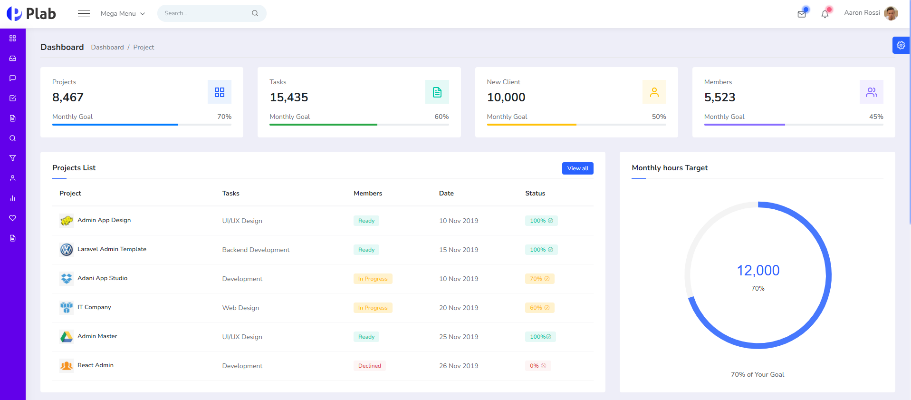 Plab
Mega Menu
Search
Aaron Rossi
Dashboard
Dashboard / Project
Projects
8,467
Monthly Goal 70%
Tasks
15,435
Monthly Goal 60%
New Client
10,000
Monthly Goal 50%
Members
5,523
Monthly Goal 45%
Projects List
View all
Project Tasks Members Date Status
Admin App Design UI/UX Design Ready 10 Nov 2019 100%
Laravel Admin Template Backend Development Ready 15 Nov 2019 100%
Adani App Studio Development In Progress 10 Nov 2019 70%
IT Company Web Design In Progress 20 Nov 2019 60%
Admin Master UI/UX Design Ready 25 Nov 2019 100%
React Admin Development Declined 26 Nov 2019 0%
Monthly hours Target
12,000
70%
70% of Your Goal